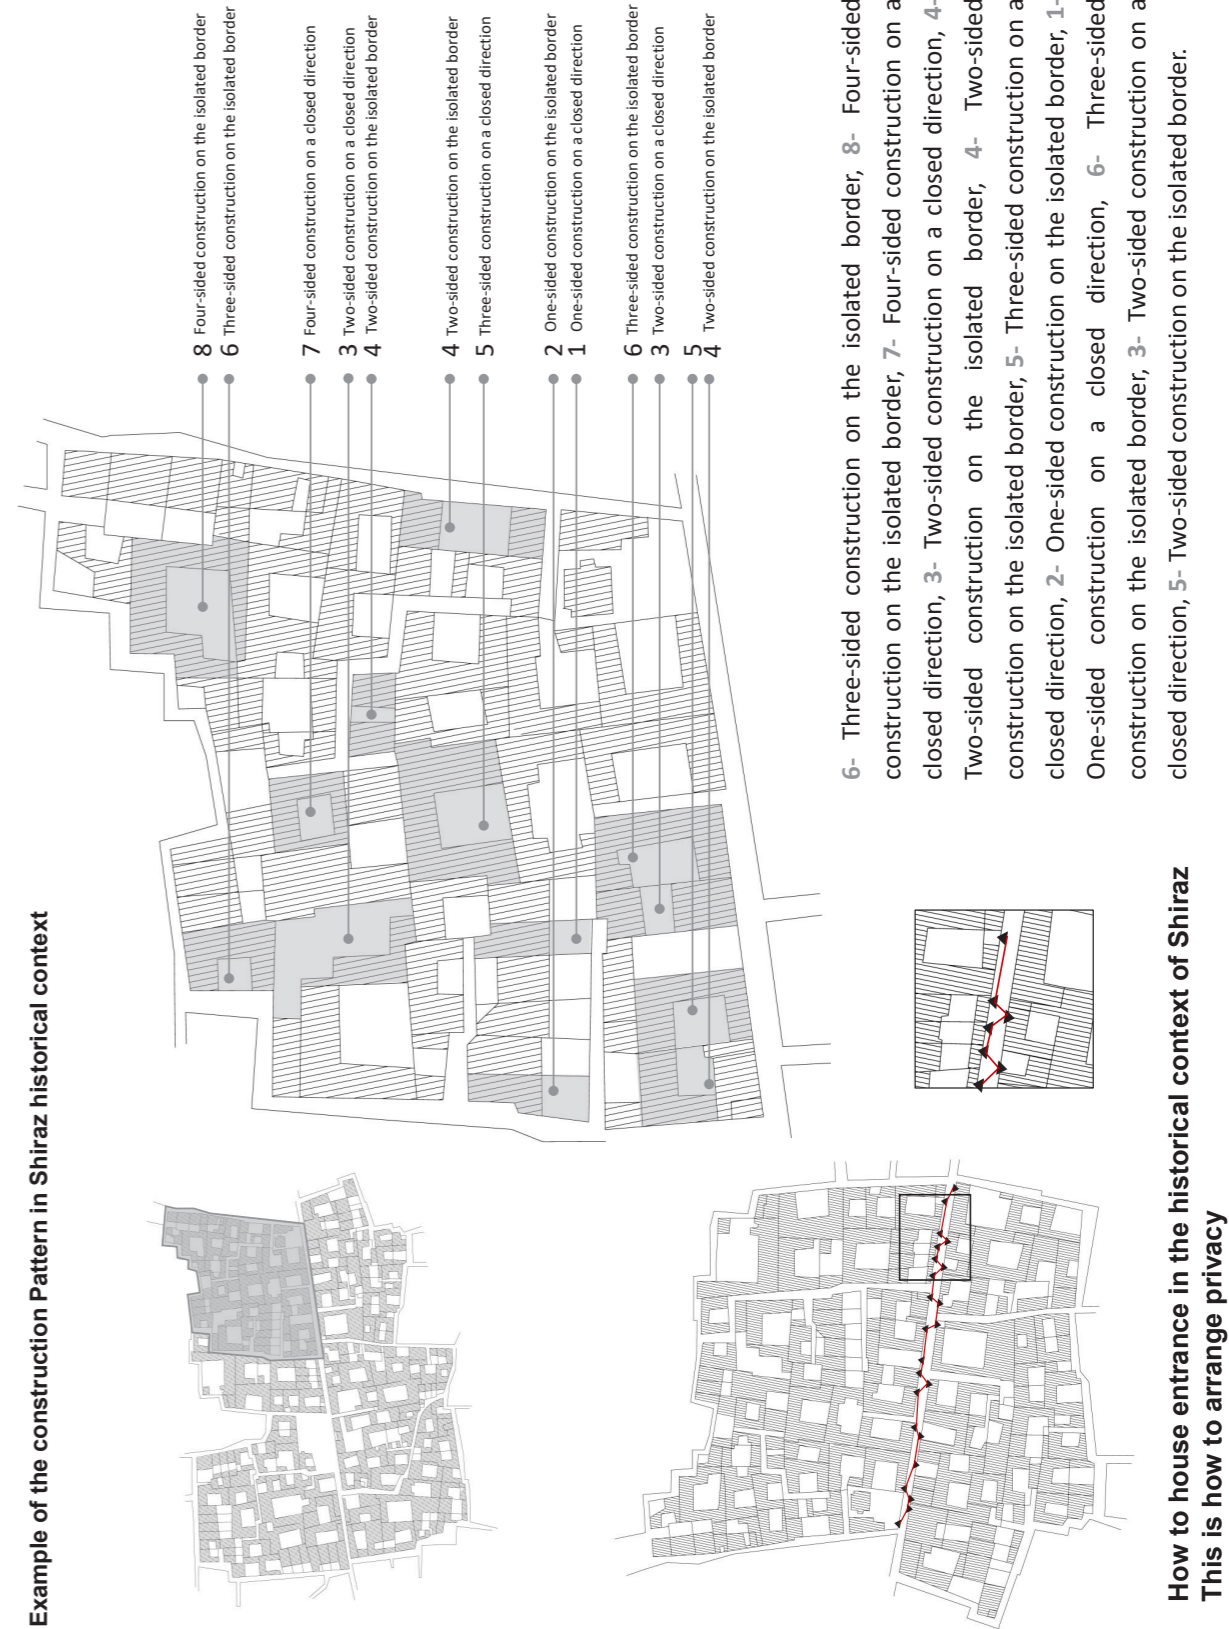 Example of the construction Pattern in Shiraz historical context
8 Four-sided construction on the isolated border
6 Three-sided construction on the isolated border
7 Four-sided construction on a closed direction
3 Two-sided construction on a closed direction
4 Two-sided construction on the isolated border
4 Two-sided construction on the isolated border
5 Three-sided construction on a closed direction
2 One-sided construction on the isolated border
1 One-sided construction on a closed direction
6 Three-sided construction on the isolated border
3 Two-sided construction on a closed direction
5
4 Two-sided construction on the isolated border
6- Three-sided construction on the isolated border, 8- Four-sided
construction on the isolated border, 7- Four-sided construction on a
closed direction, 3- Two-sided construction on a closed direction, 4-
Two-sided construction on the isolated border, 4- Two-sided
construction on the isolated border, 5- Three-sided construction on a
closed direction, 2- One-sided construction on the isolated border, 1-
One-sided construction on a closed direction, 6- Three-sided
construction on the isolated border, 3- Two-sided construction on a
closed direction, 5- Two-sided construction on the isolated border.
How to house entrance in the historical context of Shiraz
This is how to arrange privacy